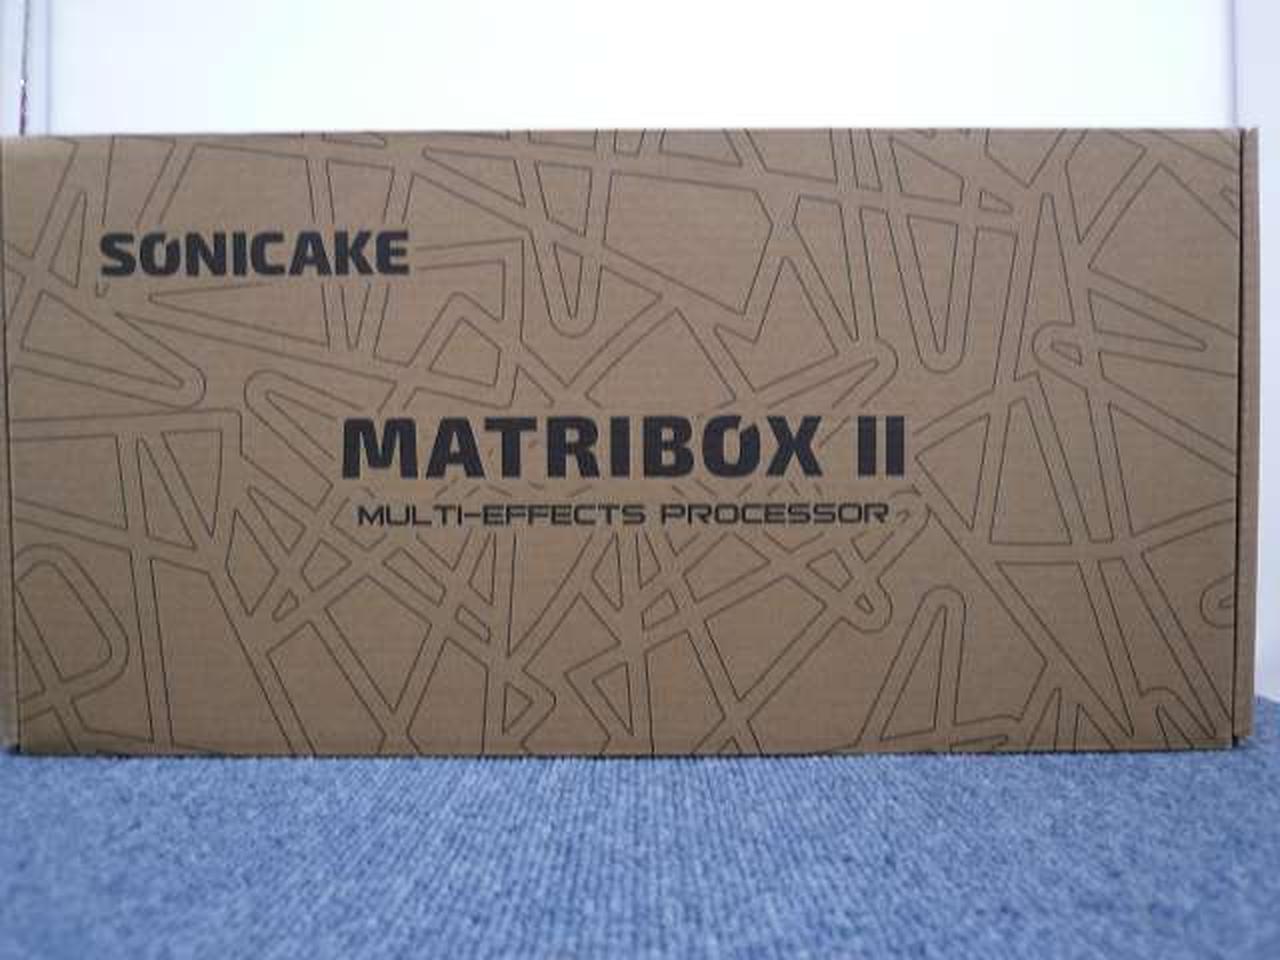 SONICAKE
MATRIBOX II
MULTI-EFFECTS PROCESSOR